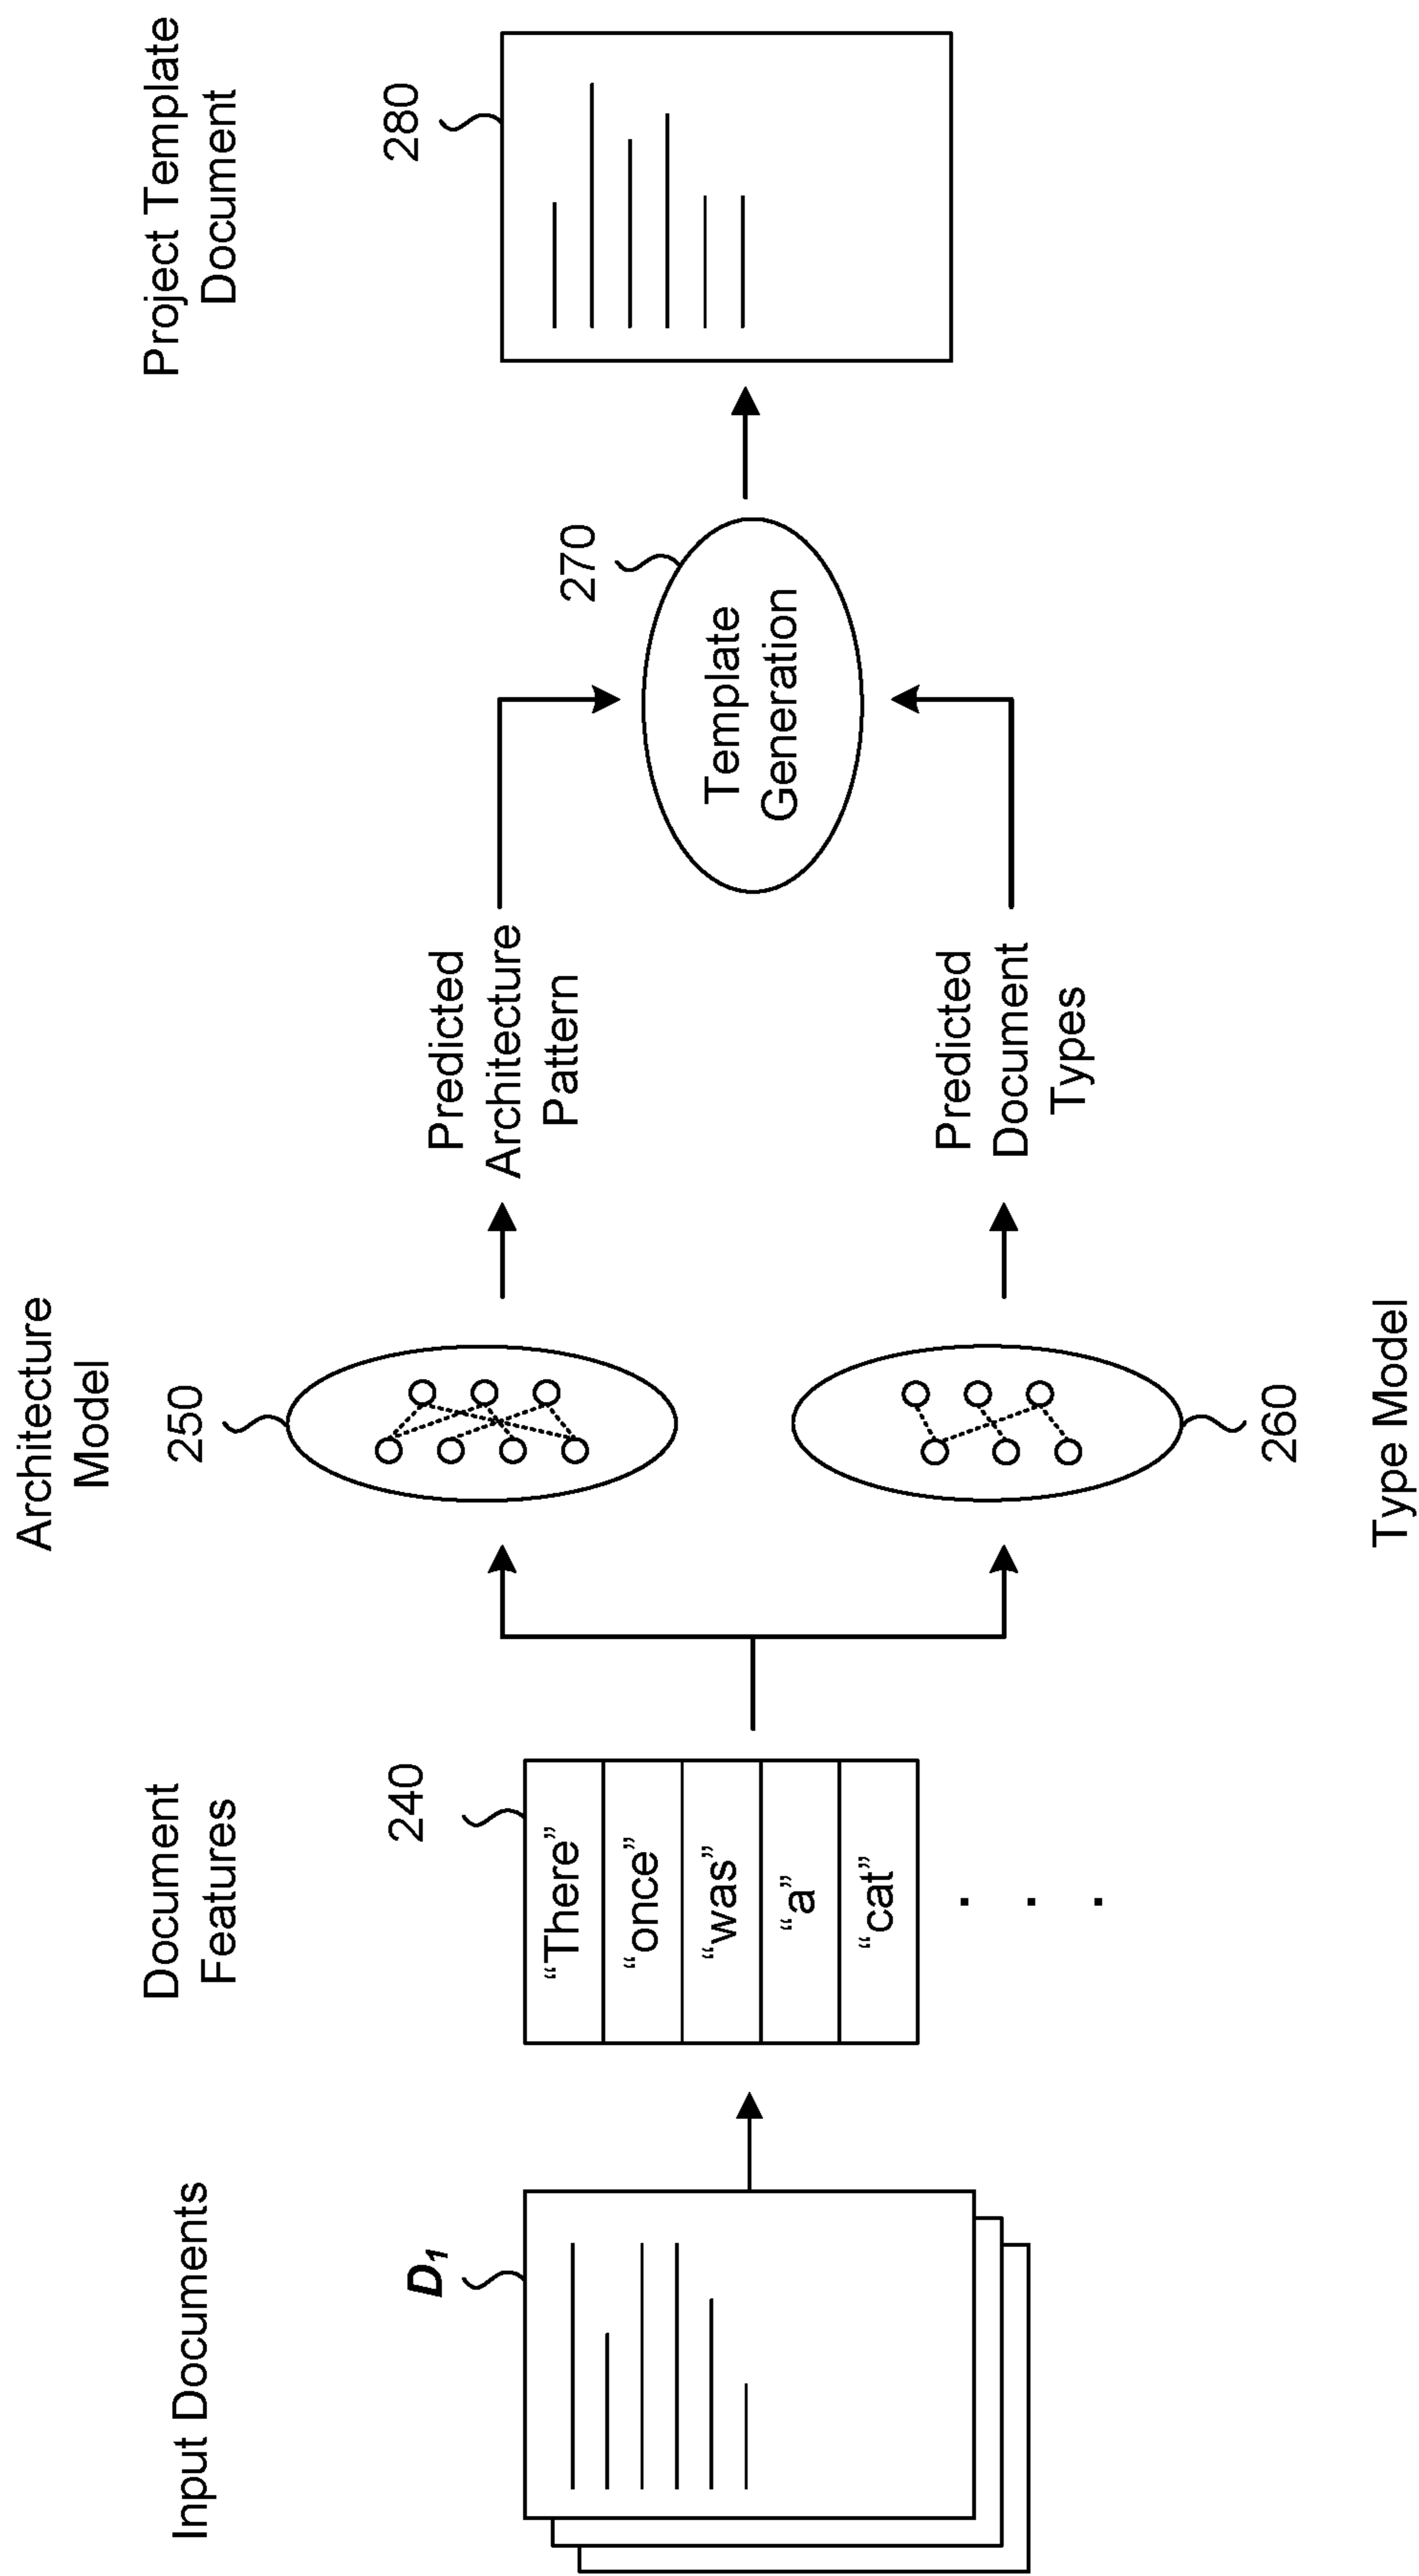 Input Documents
D1
Document
Features
240
“There”
“once”
“was”
“a”
“cat”
. . .
Architecture
Model
250
260
Type Model
Predicted
Architecture
Pattern
Predicted
Document
Types
270
Template
Generation
Project Template
Document
280